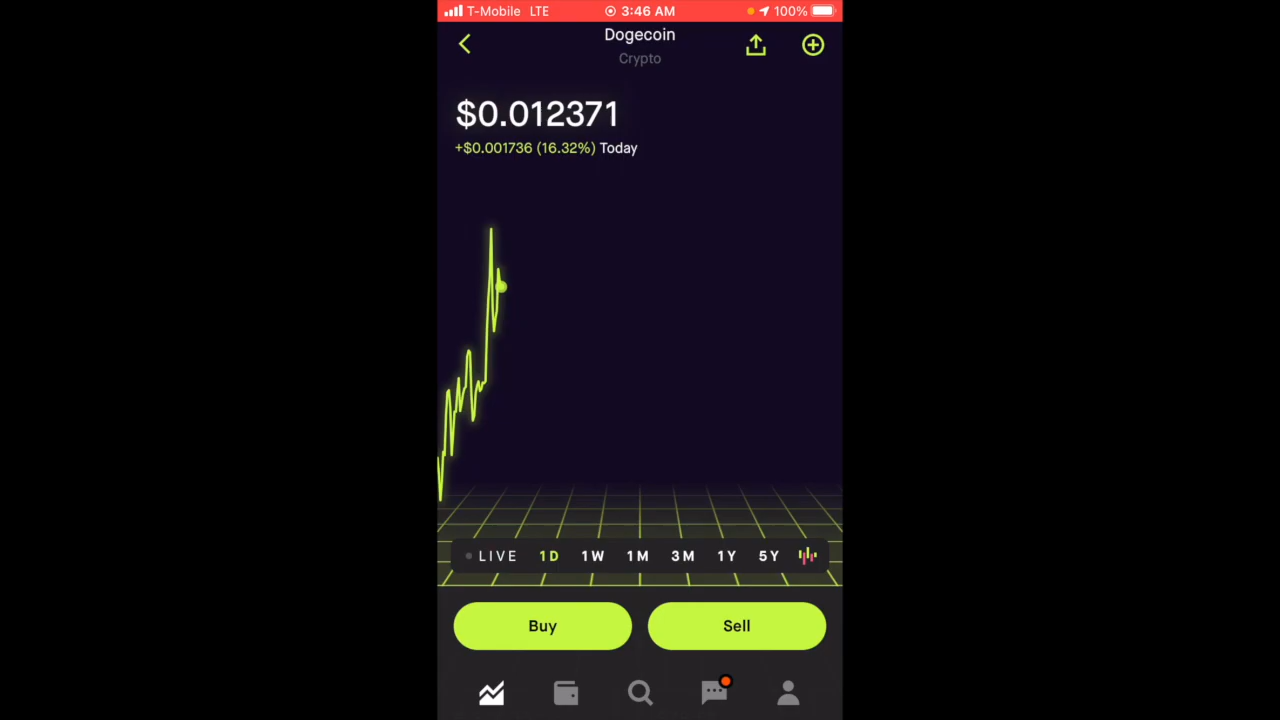 T-Mobile LTE 3:46 AM 100%
Dogecoin
Crypto
$0.012371
+$0.001736 (16.32%) Today
LIVE 1D 1W 1M 3M 1Y 5Y
Buy Sell